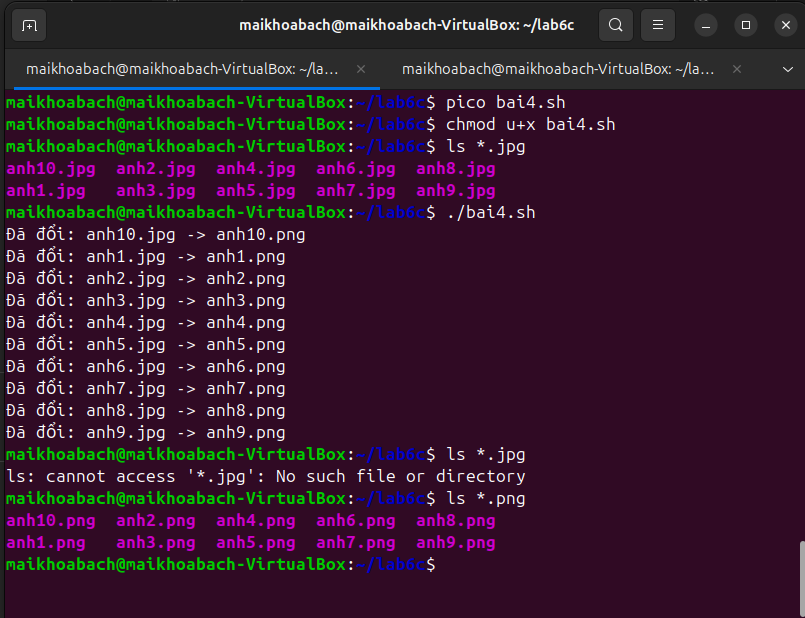 maikhoabach@maikhoabach-VirtualBox: ~/lab6c
maikhoabach@maikhoabach-VirtualBox: ~/la... maikhoabach@maikhoabach-VirtualBox: ~/la...
maikhoabach@maikhoabach-VirtualBox:~/lab6c$ pico bai4.sh
maikhoabach@maikhoabach-VirtualBox:~/lab6c$ chmod u+x bai4.sh
maikhoabach@maikhoabach-VirtualBox:~/lab6c$ ls *.jpg
anh10.jpg anh2.jpg anh4.jpg anh6.jpg anh8.jpg
anh1.jpg anh3.jpg anh5.jpg anh7.jpg anh9.jpg
maikhoabach@maikhoabach-VirtualBox:~/lab6c$ ./bai4.sh
Đã đổi: anh10.jpg -> anh10.png
Đã đổi: anh1.jpg -> anh1.png
Đã đổi: anh2.jpg -> anh2.png
Đã đổi: anh3.jpg -> anh3.png
Đã đổi: anh4.jpg -> anh4.png
Đã đổi: anh5.jpg -> anh5.png
Đã đổi: anh6.jpg -> anh6.png
Đã đổi: anh7.jpg -> anh7.png
Đã đổi: anh8.jpg -> anh8.png
Đã đổi: anh9.jpg -> anh9.png
maikhoabach@maikhoabach-VirtualBox:~/lab6c$ ls *.jpg
ls: cannot access '*.jpg': No such file or directory
maikhoabach@maikhoabach-VirtualBox:~/lab6c$ ls *.png
anh10.png anh2.png anh4.png anh6.png anh8.png
anh1.png anh3.png anh5.png anh7.png anh9.png
maikhoabach@maikhoabach-VirtualBox:~/lab6c$